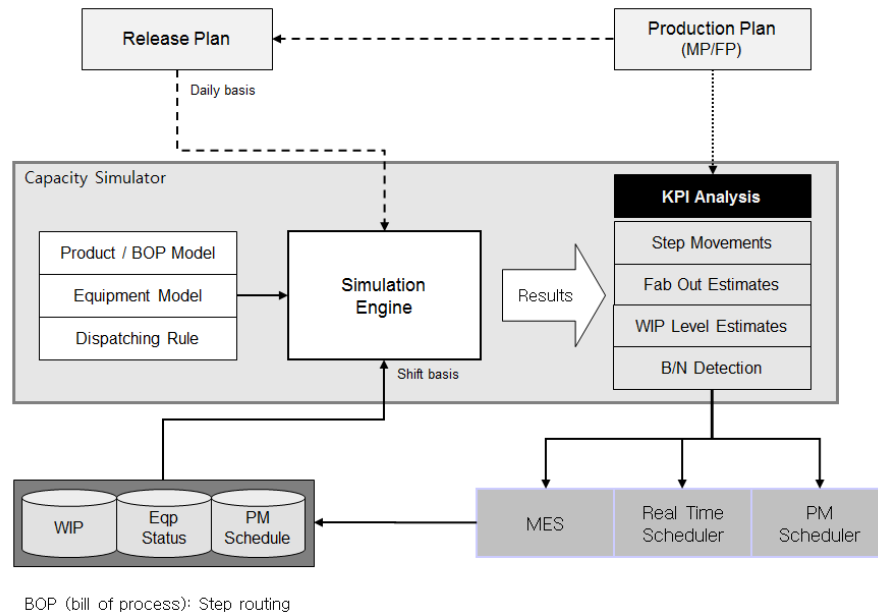 Release Plan
Production Plan
(MP/FP)
Daily basis
Capacity Simulator
KPI Analysis
Product / BOP Model
Equipment Model
Dispatching Rule
Simulation
Engine
Results
Step Movements
Fab Out Estimates
WIP Level Estimates
B/N Detection
Shift basis
WIP
Eqp
Status
PM
Schedule
MES
Real Time
Scheduler
PM
Scheduler
BOP (bill of process): Step routing